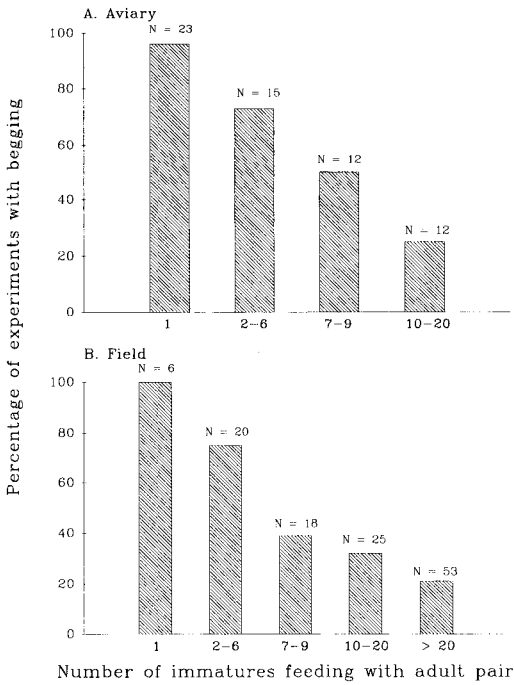 A. Aviary
N = 23
N = 15
N = 12
N = 12
100
80
60
40
20
0
1 2-6 7-9 10-20
B. Field
N = 6
N = 20
N = 18
N = 25
N = 53
100
80
60
40
20
0
1 2-6 7-9 10-20 > 20
Percentage of experiments with begging
Number of immatures feeding with adult pair